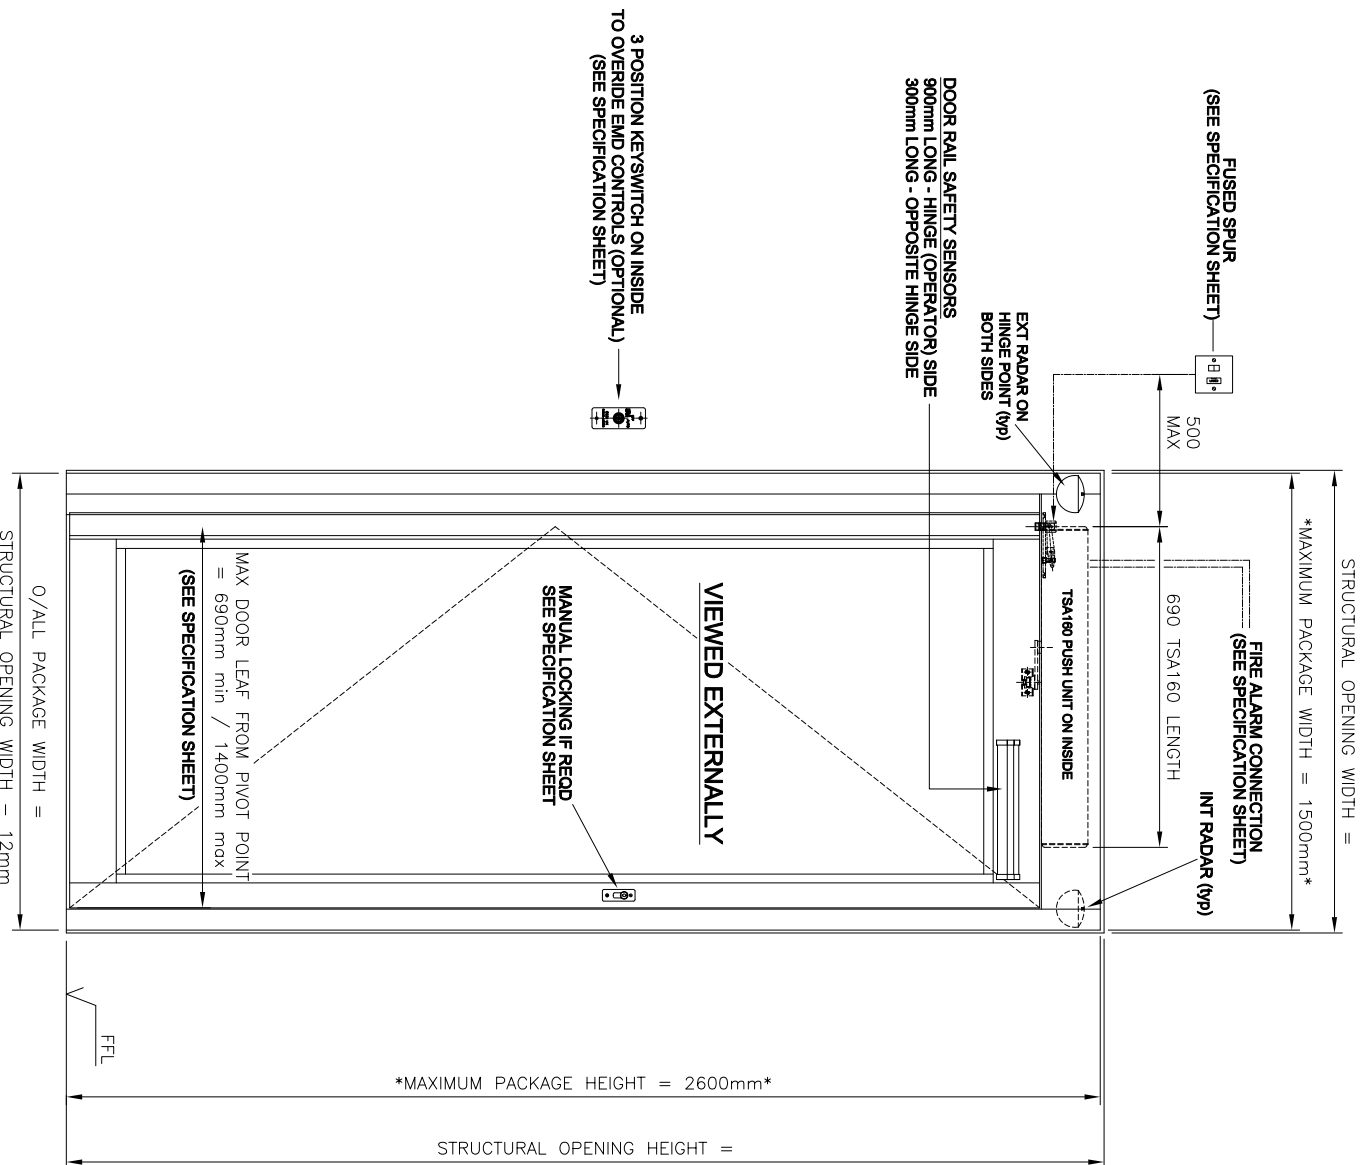 3 POSITION KEYSWITCH ON INSIDE
TO OVERIDE EMD CONTROLS (OPTIONAL)
(SEE SPECIFICATION SHEET)
DOOR RAIL SAFETY SENSORS
900mm LONG - HINGE (OPERATOR) SIDE
300mm LONG - OPPOSITE HINGE SIDE
FUSED SPUR
(SEE SPECIFICATION SHEET)
EXT RADAR ON
HINGE POINT (typ)
BOTH SIDES
500
MAX
STRUCTURAL OPENING WIDTH =
*MAXIMUM PACKAGE WIDTH = 1500mm*
690 TSA160 LENGTH
FIRE ALARM CONNECTION
(SEE SPECIFICATION SHEET)
INT RADAR (typ)
TSA160 PUSH UNIT ON INSIDE
VIEWED EXTERNALLY
MANUAL LOCKING IF REQD
SEE SPECIFICATION SHEET
MAX DOOR LEAF FROM PIVOT POINT
= 690mm min / 1400mm max
(SEE SPECIFICATION SHEET)
O/ALL PACKAGE WIDTH =
STRUCTURAL OPENING WIDTH - 12mm
FFL
*MAXIMUM PACKAGE HEIGHT = 2600mm*
STRUCTURAL OPENING HEIGHT =